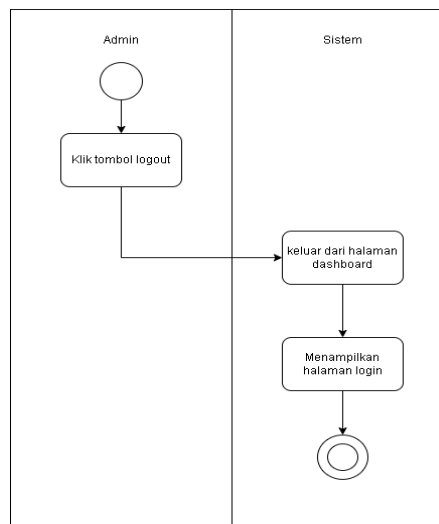 Admin
Sistem
Klik tombol logout
keluar dari halaman
dashboard
Menampilkan
halaman login